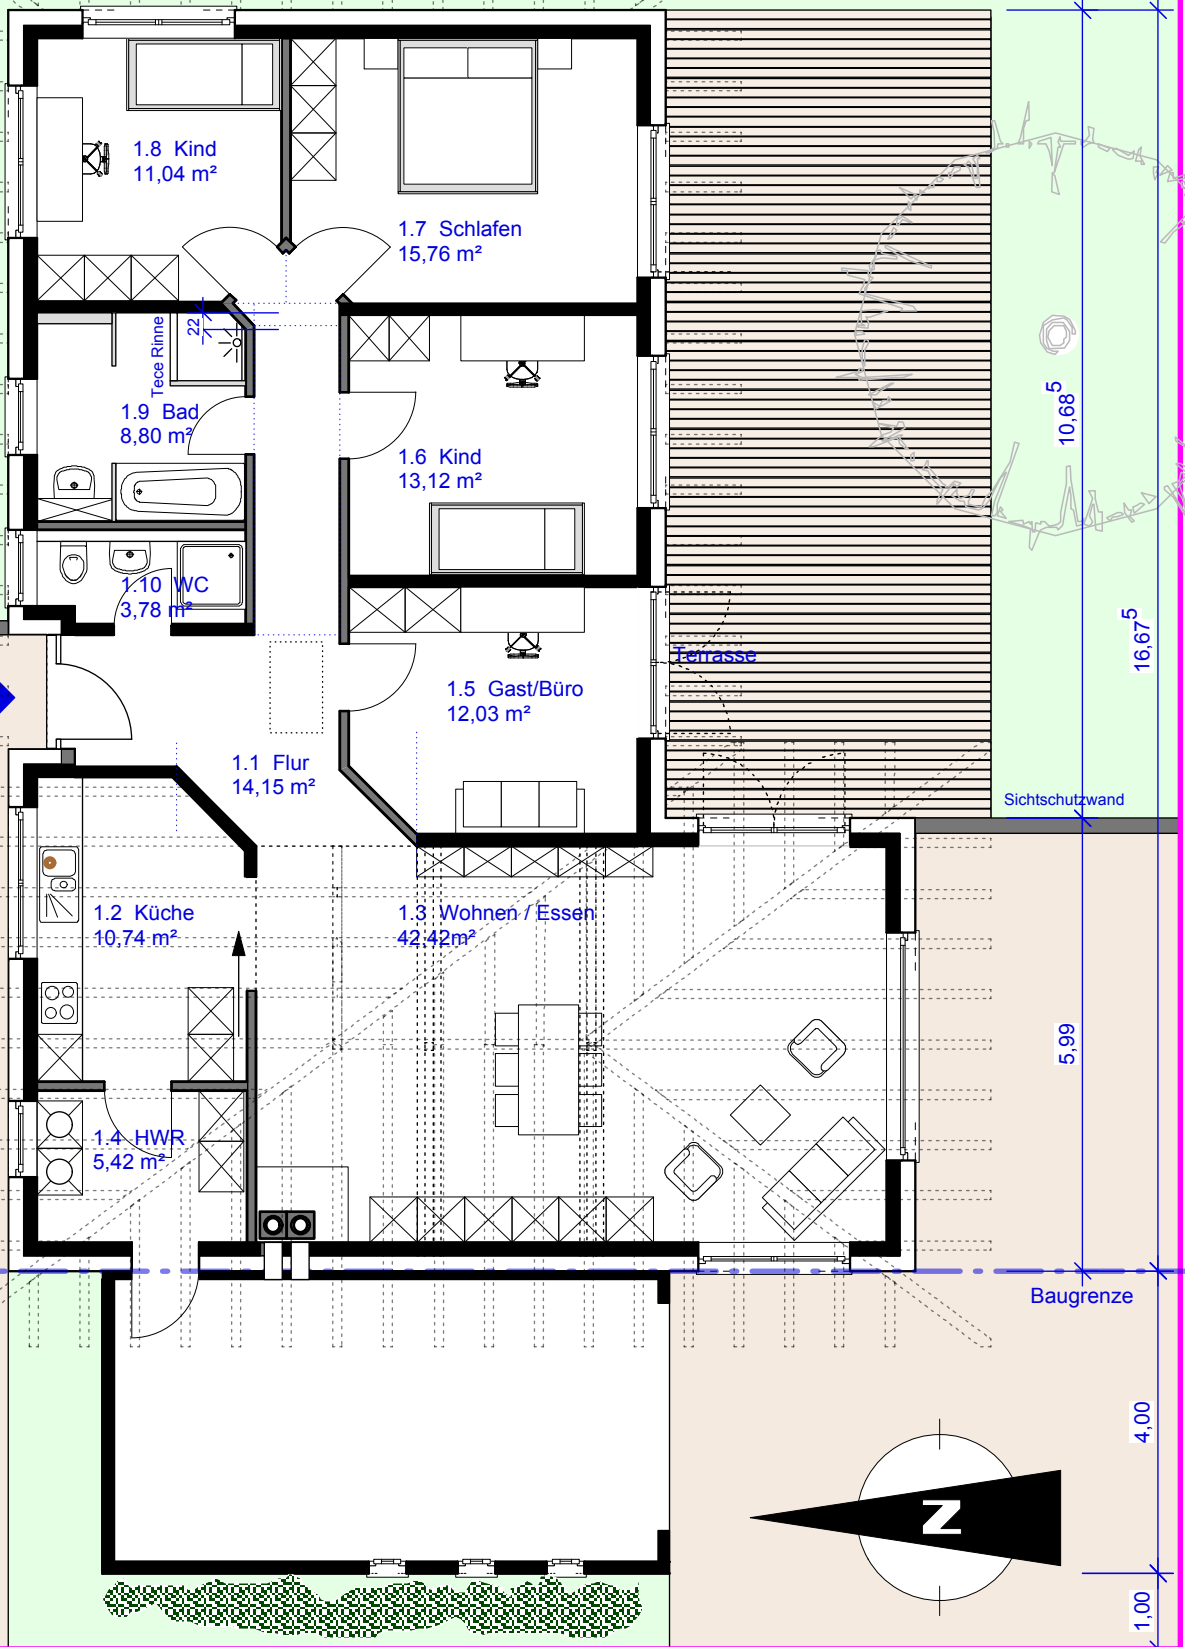 1.8 Kind
11,04 m²
1.7 Schlafen
15,76 m²
22
Tece Rinne
1.9 Bad
8,80 m²
1.6 Kind
13,12 m²
10,68⁵
1.10 WC
3,78 m²
16,67⁵
Terrasse
1.5 Gast/Büro
12,03 m²
1.1 Flur
14,15 m²
Sichtschutzwand
1.2 Küche
10,74 m²
1.3 Wohnen / Essen
42,42m²
5,99
1.4 HWR
5,42 m²
Baugrenze
4,00
N
1,00